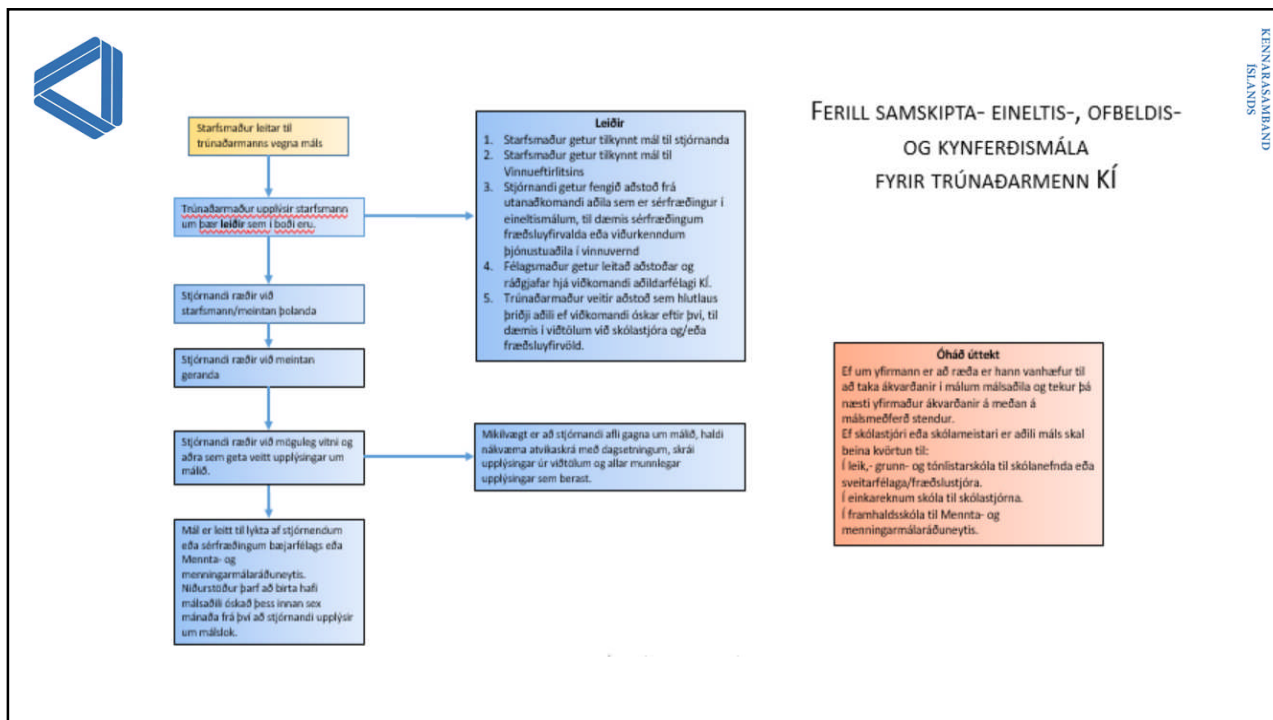 KENNARASAMBAND
ÍSLANDS
FERILL SAMSKIPTA- EINELTIS-, OFBELDIS-
OG KYNFERÐISMÁLA
FYRIR TRÚNAÐARMENN KÍ
Starfsmaður leitar til
trúnaðarmanns vegna máls
Trúnaðarmaður upplýsir starfsmann
um þær leiðir sem í boði eru.
Stjórnandi ræðir við
starfsmann/meintan þolanda
Stjórnandi ræðir við meintan
geranda
Stjórnandi ræðir við möguleg vitni og
aðra sem geta veitt upplýsingar um
málið.
Mál er leitt til lykta af stjórnendum
eða sérfræðingum bæjarfélags eða
Mennta- og
menningarmálaráðuneytis.
Niðurstöður þarf að birta hafi
málsaðili óskað þess innan sex
mánaða frá því að stjórnandi upplýsir
um málslok.
Leiðir
1. Starfsmaður getur tilkynnt mál til stjórnanda
2. Starfsmaður getur tilkynnt mál til
Vinnueftirlitsins
3. Stjórnandi getur fengið aðstoð frá
utanaðkomandi aðila sem er sérfræðingur í
eineltismálum, til dæmis sérfræðingum
fræðsluyfirvalda eða viðurkenndum
þjónustuaðila í vinnuvernd
4. Félagsmaður getur leitað aðstoðar og
ráðgjafar hjá viðkomandi aðildarfélagi KÍ.
5. Trúnaðarmaður veitir aðstoð sem hlutlaus
þriðji aðili ef viðkomandi óskar eftir því, til
dæmis í viðtölum við skólastjóra og/eða
fræðsluyfirvöld.
Mikilvægt er að stjórnandi afli gagna um málið, haldi
nákvæma atvikaskrá með dagsetningum, skrái
upplýsingar úr viðtölum og allar munnlegar
upplýsingar sem berast.
Óháð úttekt
Ef um yfirmann er að ræða er hann vanhæfur til
að taka ákvarðanir í málum málsaðila og tekur þá
næsti yfirmaður ákvarðanir á meðan á
málsmeðferð stendur.
Ef skólastjóri eða skólameistari er aðili máls skal
beina kvörtun til:
Í leik,- grunn- og tónlistarskóla til skólanefnda eða
sveitarfélaga/fræðslustjóra.
Í einkareknum skóla til skólastjórna.
Í framhaldsskóla til Mennta- og
menningarmálaráðuneytis.